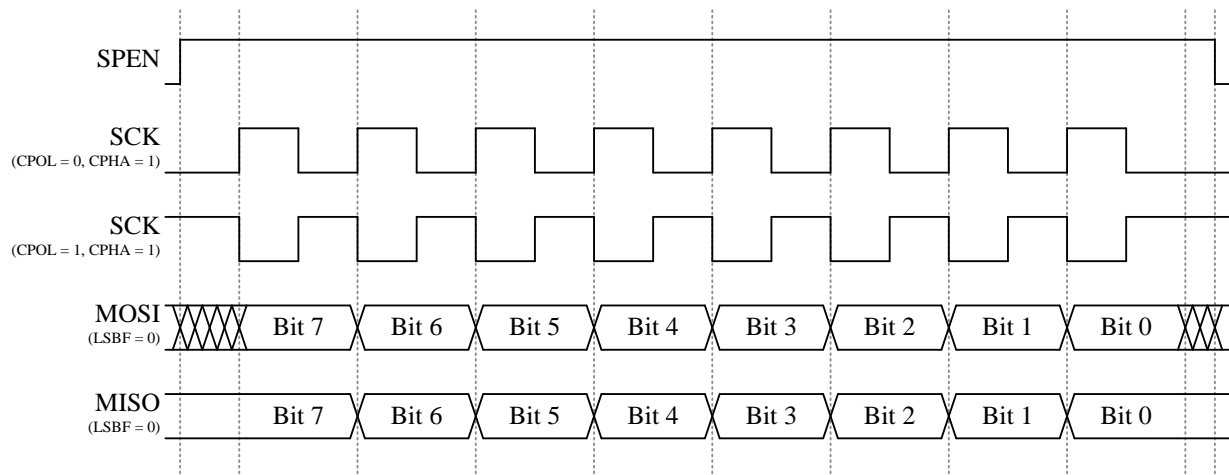 SPEN
SCK
(CPOL = 0, CPHA = 1)
SCK
(CPOL = 1, CPHA = 1)
MOSI
(LSBF = 0)
Bit 7 Bit 6 Bit 5 Bit 4 Bit 3 Bit 2 Bit 1 Bit 0
MISO
(LSBF = 0)
Bit 7 Bit 6 Bit 5 Bit 4 Bit 3 Bit 2 Bit 1 Bit 0